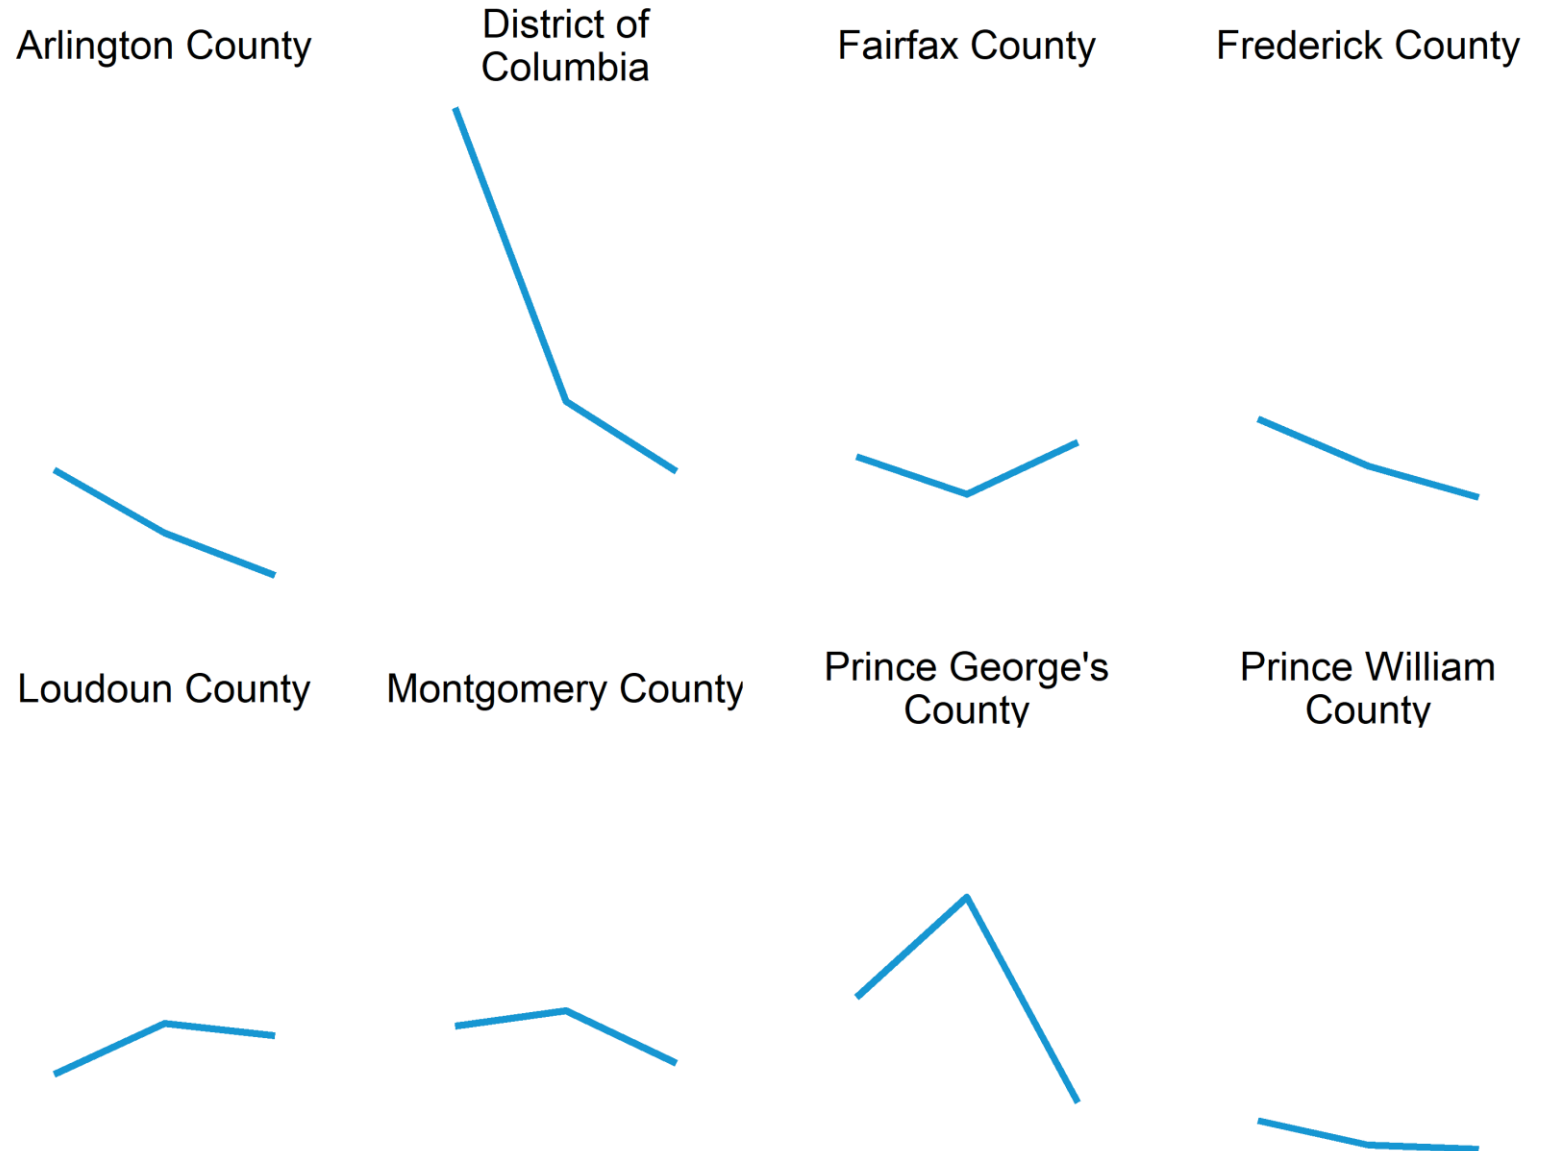 Arlington County
District of
Columbia
Fairfax County
Frederick County
Loudoun County
Montgomery County
Prince George's
County
Prince William
County